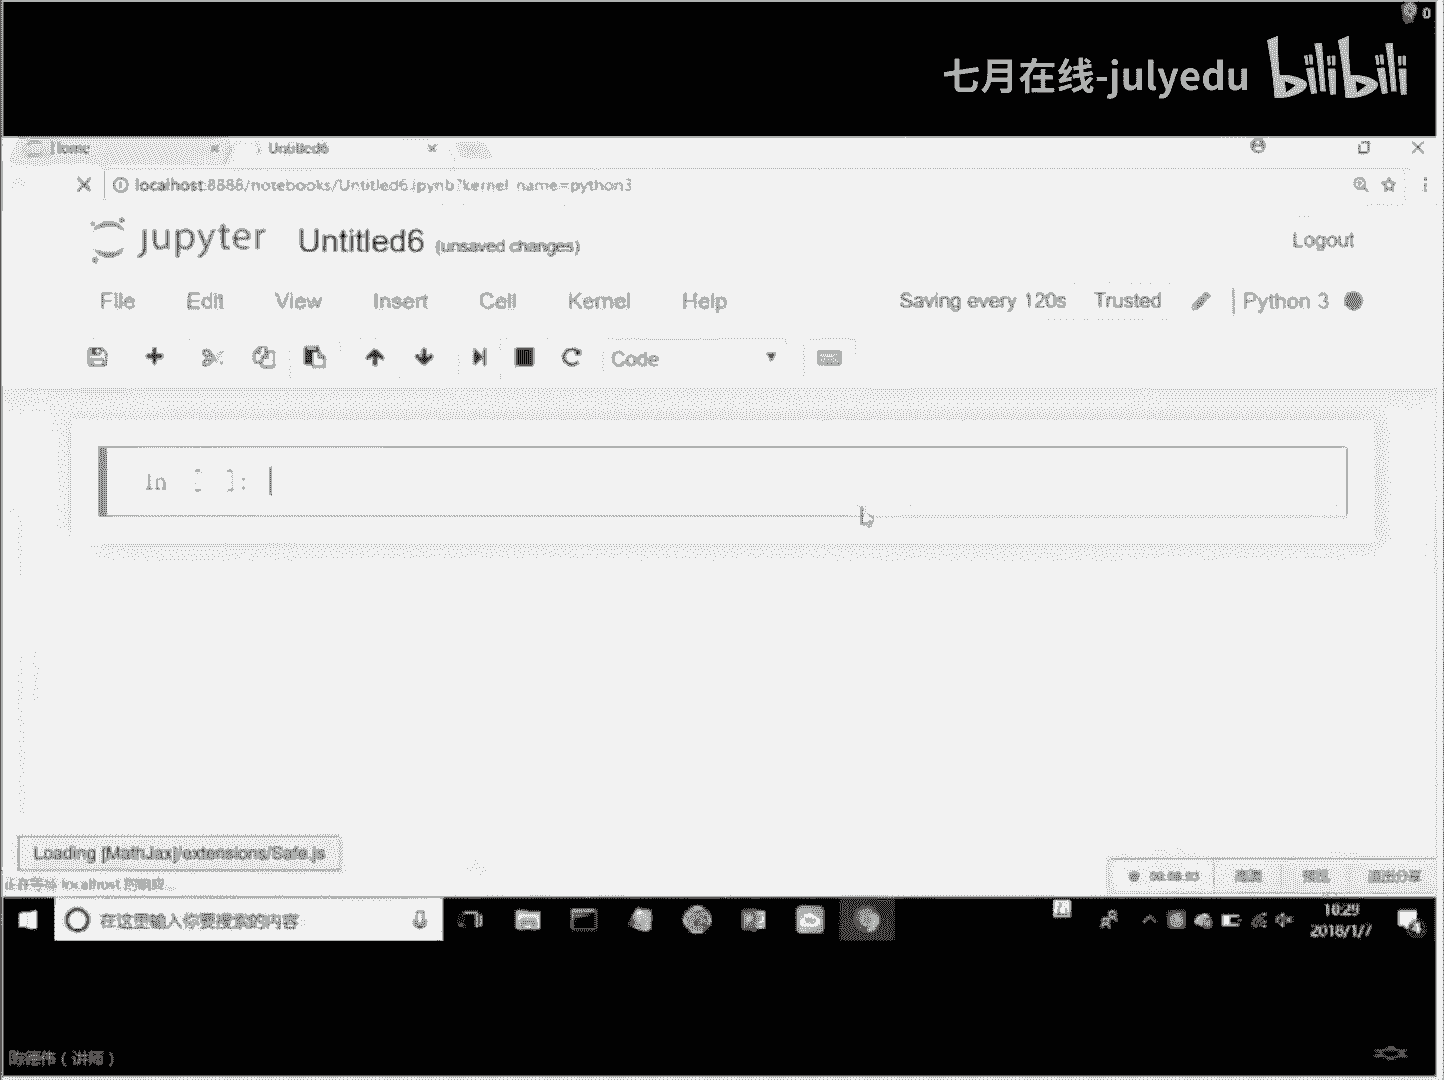 0
七月在线-julyedu bilibili
Home Untitled6
localhost:8888/notebooks/Untitled6.ipynb?kernel_name=python3
jupyter Untitled6 (unsaved changes) Logout
File Edit View Insert Cell Kernel Help Saving every 120s Trusted Python 3
Code
In [ ]:
Loading [MathJax]/extensions/Safe.js
正在等待 localhost 的响应...
在这里输入你要搜索的内容
2018/1/7
4
(讲师)